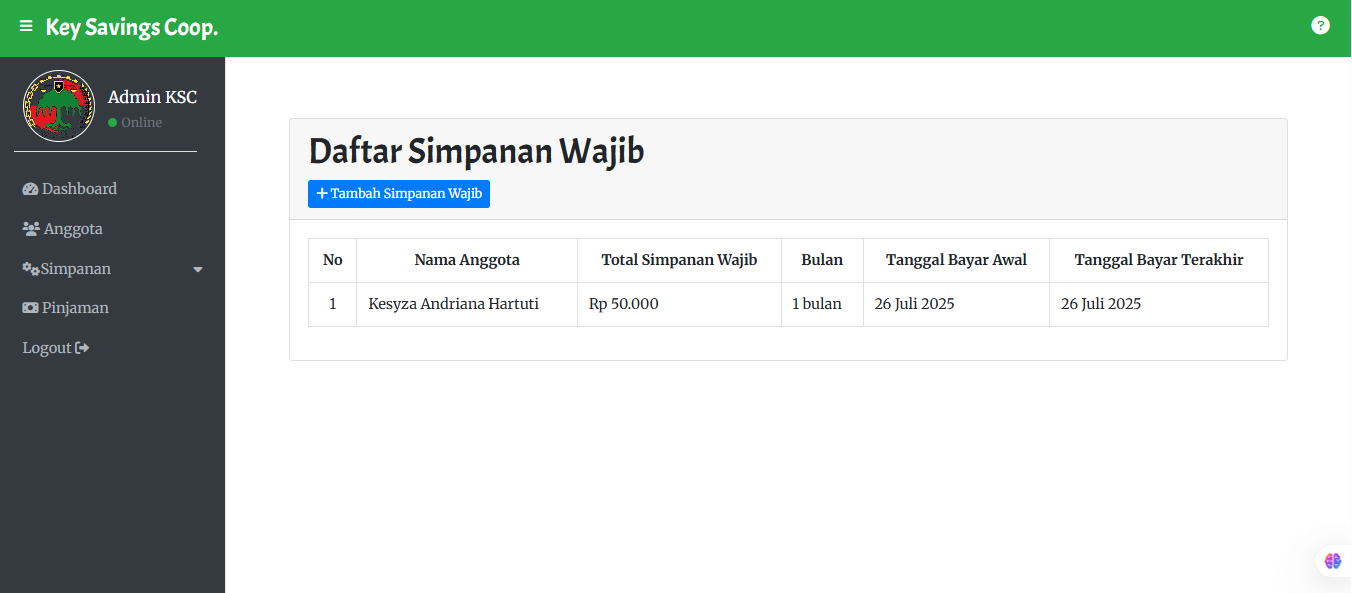 Key Savings Coop.
?
Admin KSC
Online
Dashboard
Anggota
Simpanan
Pinjaman
Logout
Daftar Simpanan Wajib
+ Tambah Simpanan Wajib
No Nama Anggota Total Simpanan Wajib Bulan Tanggal Bayar Awal Tanggal Bayar Terakhir
1 Kesyza Andriana Hartuti Rp 50.000 1 bulan 26 Juli 2025 26 Juli 2025